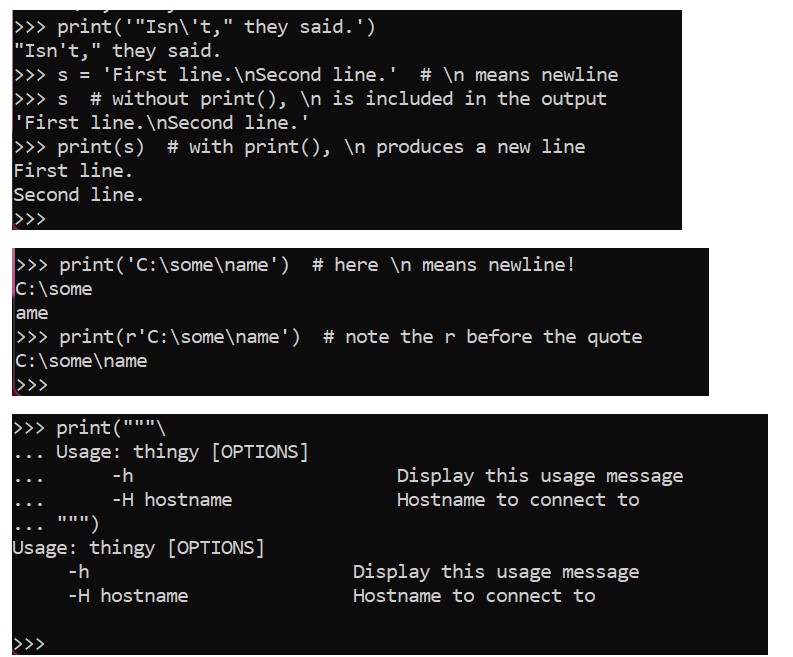 >>> print('"Isn\'t," they said.')
"Isn't," they said.
>>> s = 'First line.\nSecond line.'  # \n means newline
>>> s  # without print(), \n is included in the output
'First line.\nSecond line.'
>>> print(s)  # with print(), \n produces a new line
First line.
Second line.
>>>
>>> print('C:\some\name')  # here \n means newline!
C:\some
ame
>>> print(r'C:\some\name')  # note the r before the quote
C:\some\name
>>>
>>> print("""\
... Usage: thingy [OPTIONS]
...      -h                        Display this usage message
...      -H hostname               Hostname to connect to
... """)
Usage: thingy [OPTIONS]
     -h                        Display this usage message
     -H hostname               Hostname to connect to
>>>